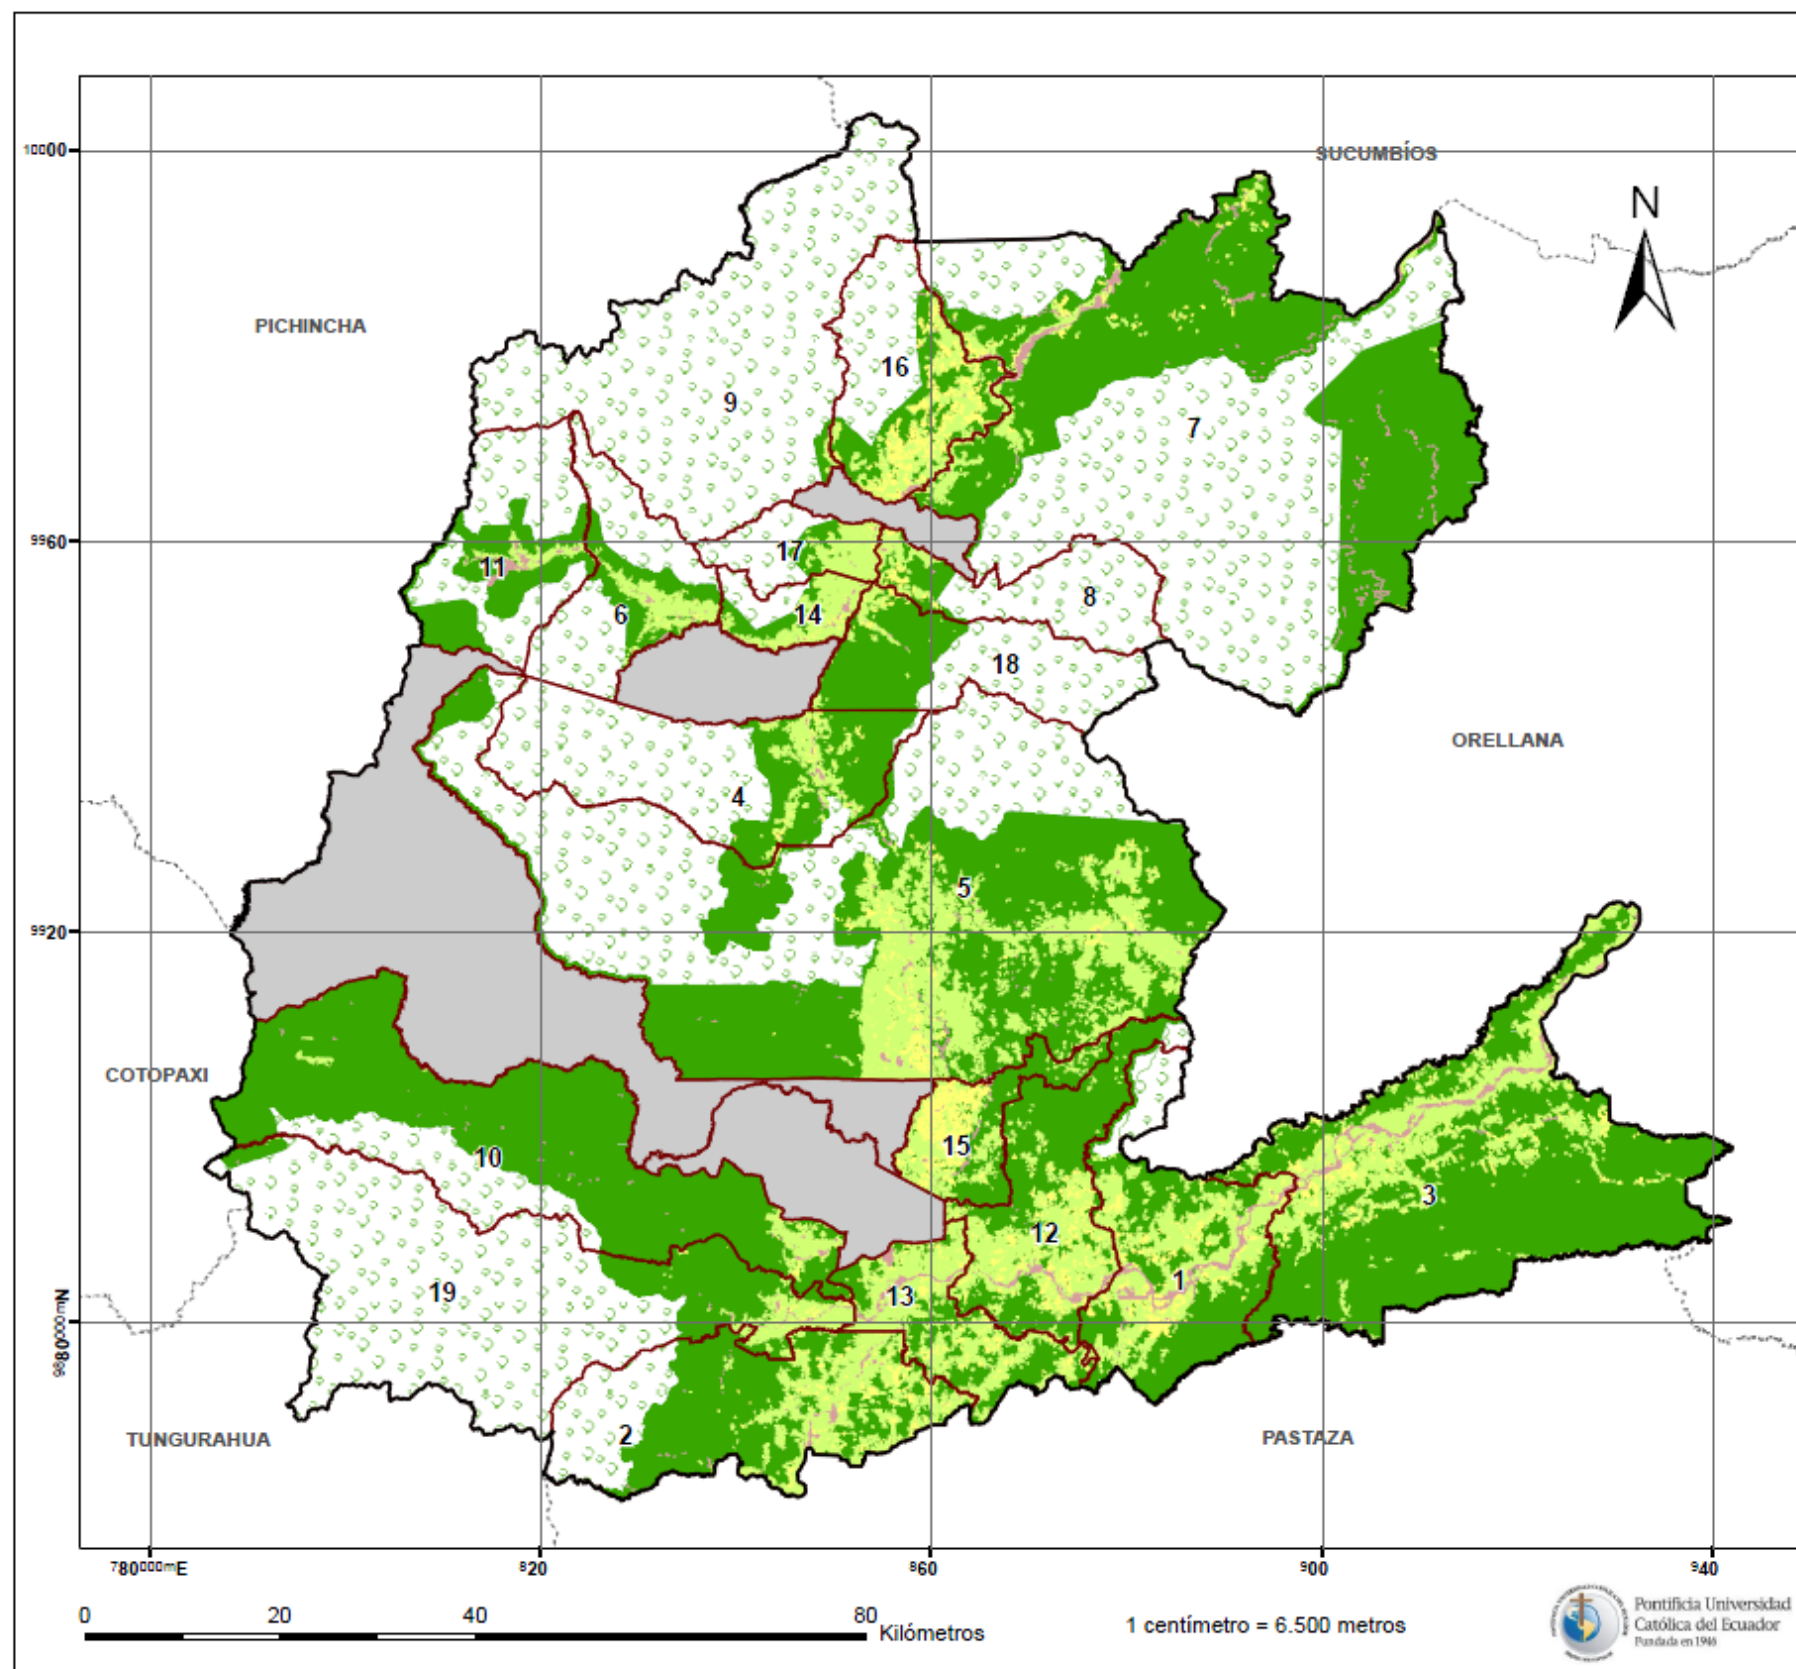 10000
SUCUMBÍOS
N
PICHINCHA
16
9
7
9960
17
11
8
6
14
18
ORELLANA
4
5
9920
COTOPAXI
15
10
3
12
1
19
13
9880000mN
2
TUNGURAHUA
PASTAZA
780000mE
820
860
900
940
0
20
40
80
Kilómetros
1 centímetro = 6.500 metros
Pontificia Universidad
Católica del Ecuador
Fundada en 1946